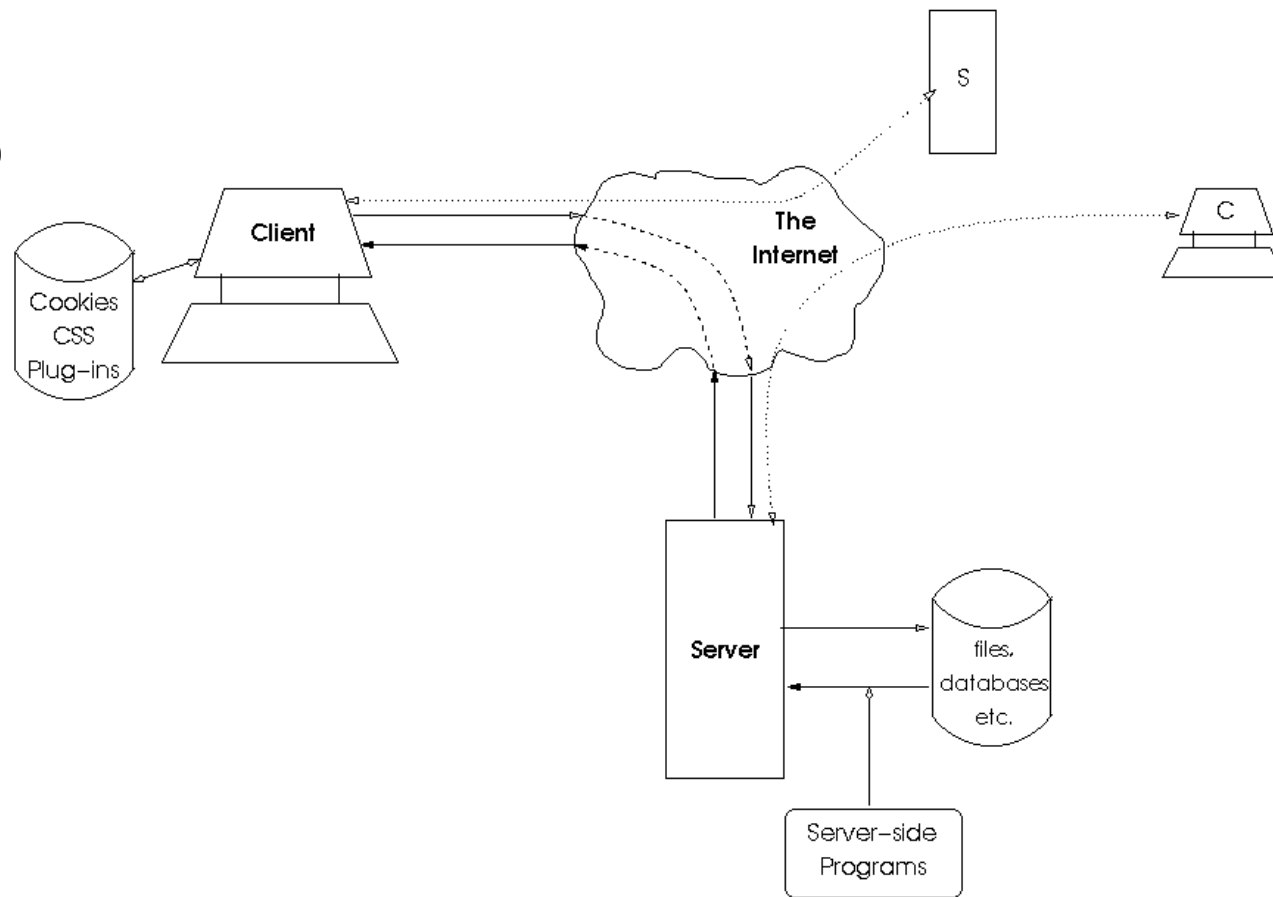 S
C
The
Internet
Client
Cookies
CSS
Plug-ins
Server
files,
databases
etc.
Server-side
Programs